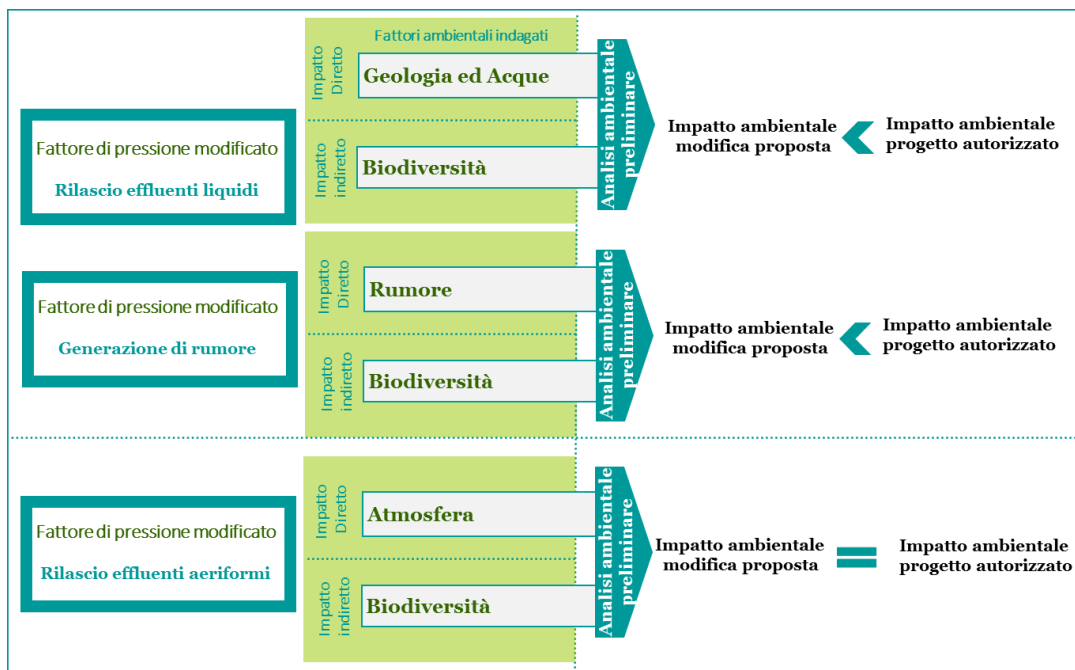 Fattori ambientali indagati
Fattore di pressione modificato
Rilascio effluenti liquidi
Impatto
Diretto
Geologia ed Acque
Impatto
indiretto
Biodiversità
Analisi ambientale
preliminare
Impatto ambientale
modifica proposta
Impatto ambientale
progetto autorizzato
Fattore di pressione modificato
Generazione di rumore
Impatto
Diretto
Rumore
Impatto
indiretto
Biodiversità
Analisi ambientale
preliminare
Impatto ambientale
modifica proposta
Impatto ambientale
progetto autorizzato
Fattore di pressione modificato
Rilascio effluenti aeriformi
Impatto
Diretto
Atmosfera
Impatto
indiretto
Biodiversità
Analisi ambientale
preliminare
Impatto ambientale
modifica proposta
=
Impatto ambientale
progetto autorizzato